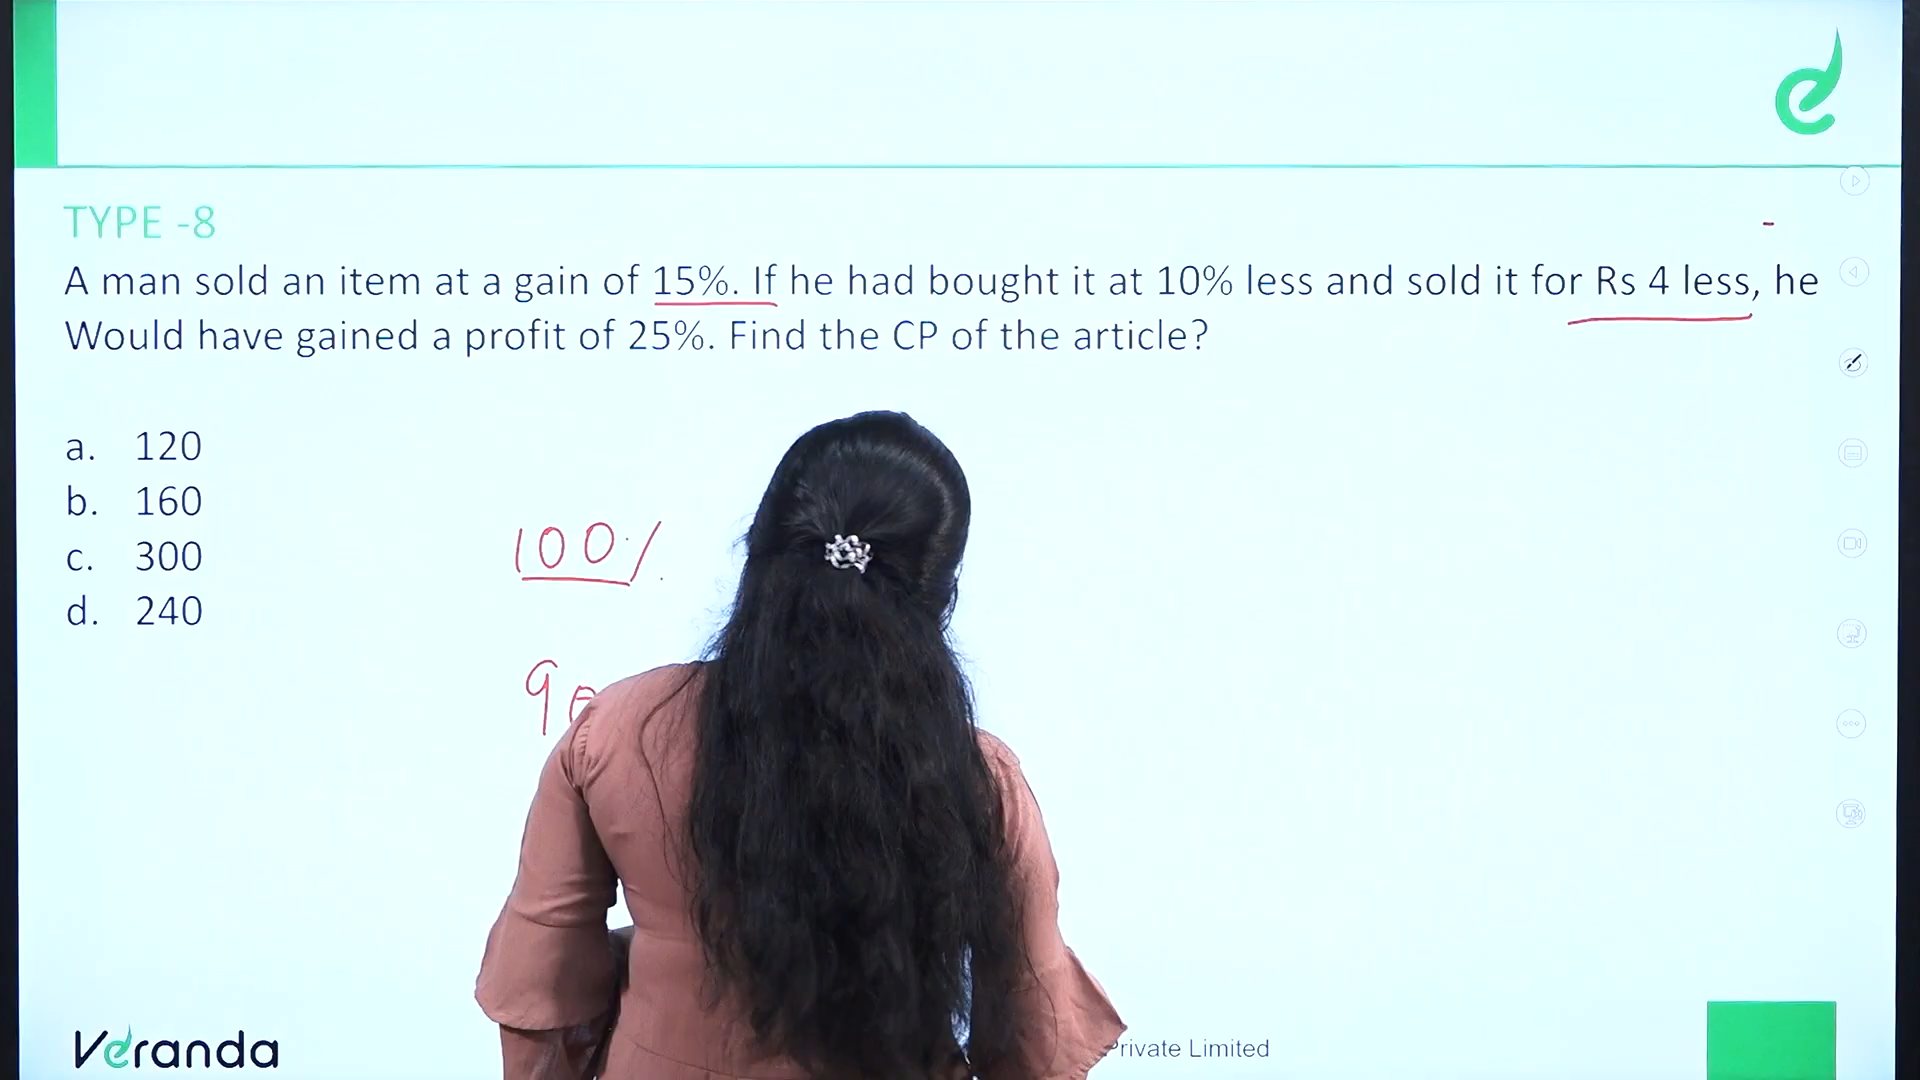 TYPE -8
A man sold an item at a gain of 15%. If he had bought it at 10% less and sold it for Rs 4 less, he
Would have gained a profit of 25%. Find the CP of the article?
a. 120
b. 160
c. 300
d. 240
100%
Veranda
Private Limited